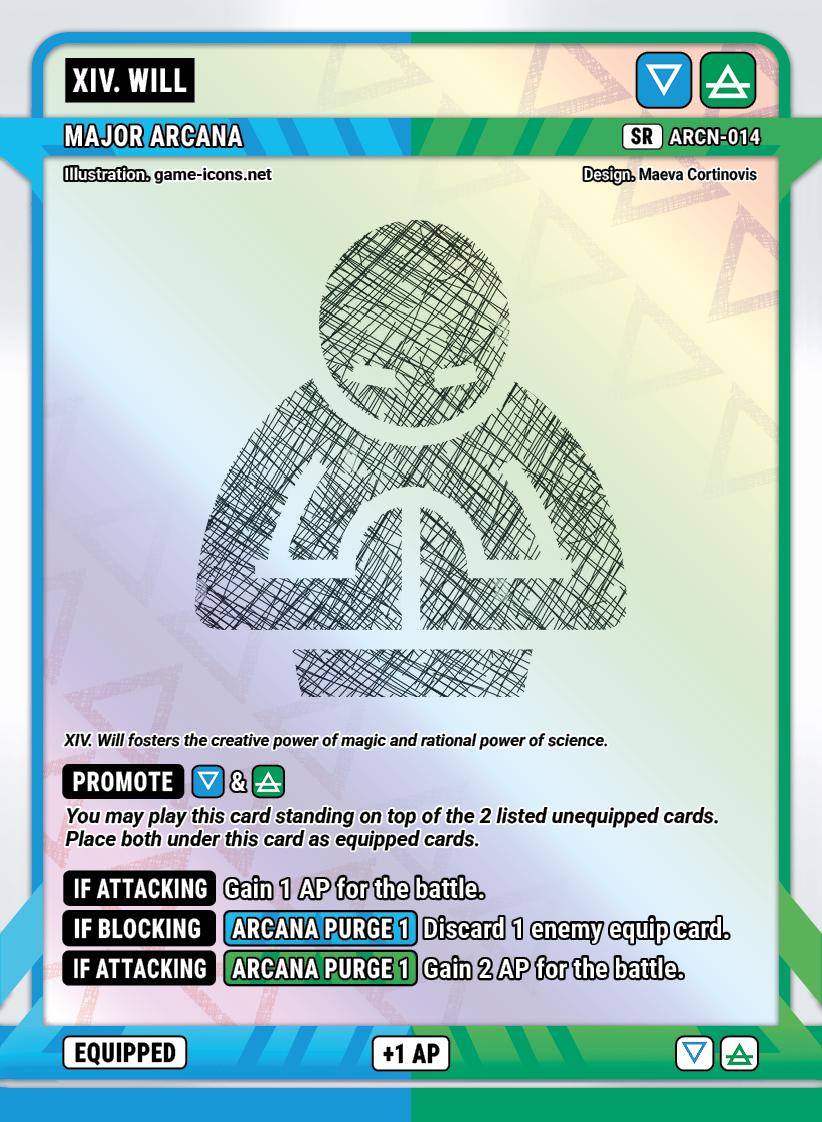 XIV. WILL
MAJOR ARCANA
SR ARCN-014
Illustration. game-icons.net
Design. Maeva Cortinovis
XIV. Will fosters the creative power of magic and rational power of science.
PROMOTE &
You may play this card standing on top of the 2 listed unequipped cards.
Place both under this card as equipped cards.
IF ATTACKING Gain 1 AP for the battle.
IF BLOCKING ARCANA PURGE 1 Discard 1 enemy equip card.
IF ATTACKING ARCANA PURGE 1 Gain 2 AP for the battle.
EQUIPPED +1 AP